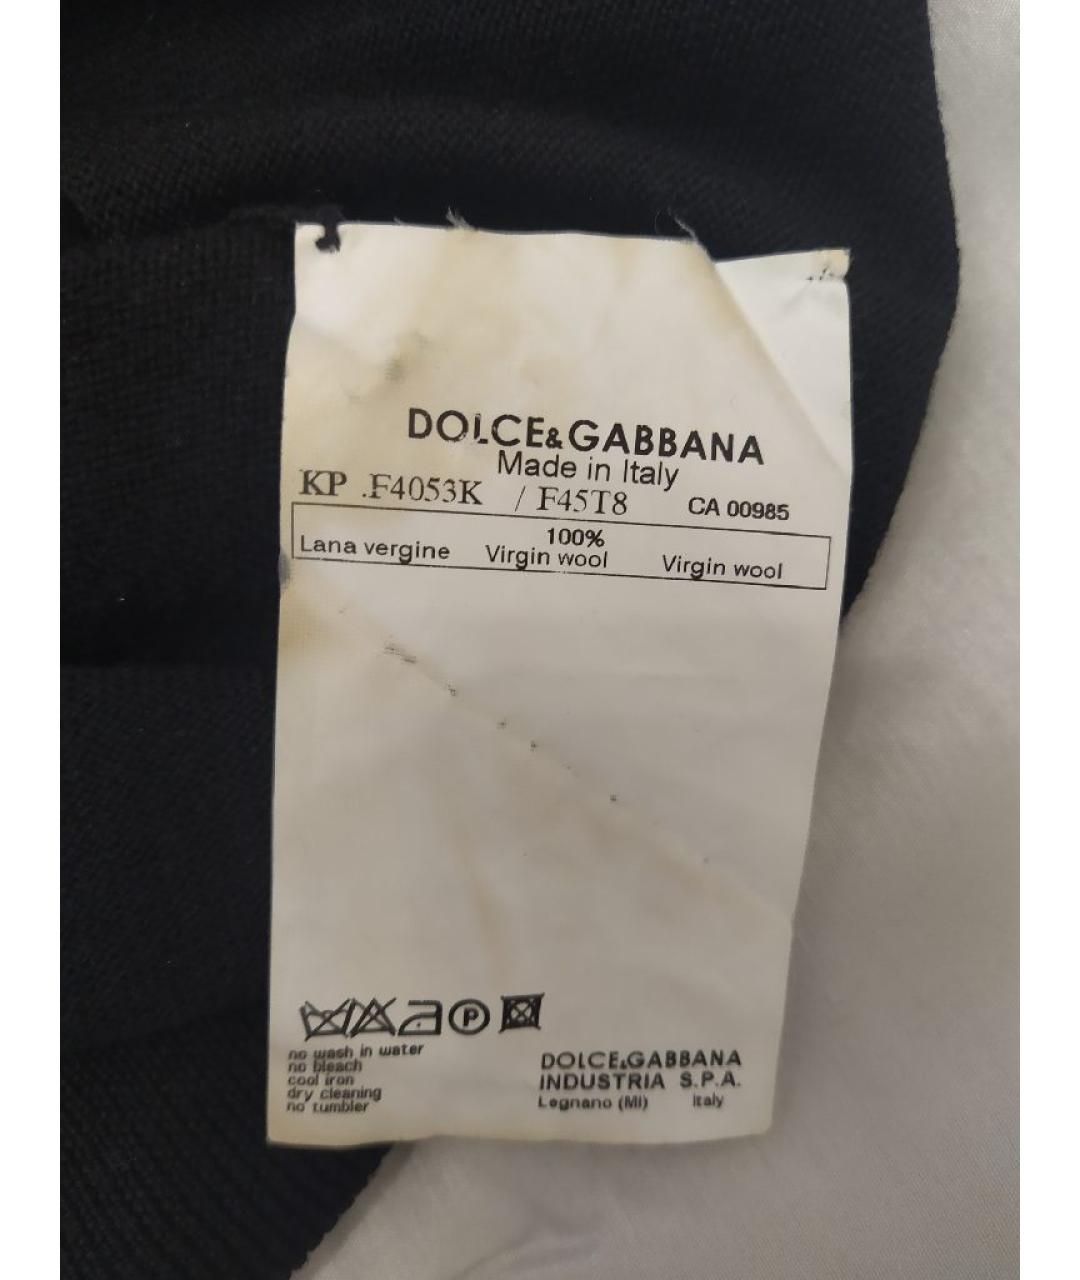 DOLCE&GABBANA
Made in Italy
KP .F4053K / F45T8 CA 00985
100%
Lana vergine Virgin wool Virgin wool
P
no wash in water
no bleach
cool iron
dry cleaning
no tumbler
DOLCE&GABBANA
INDUSTRIA S.P.A.
Legnano (MI) Italy